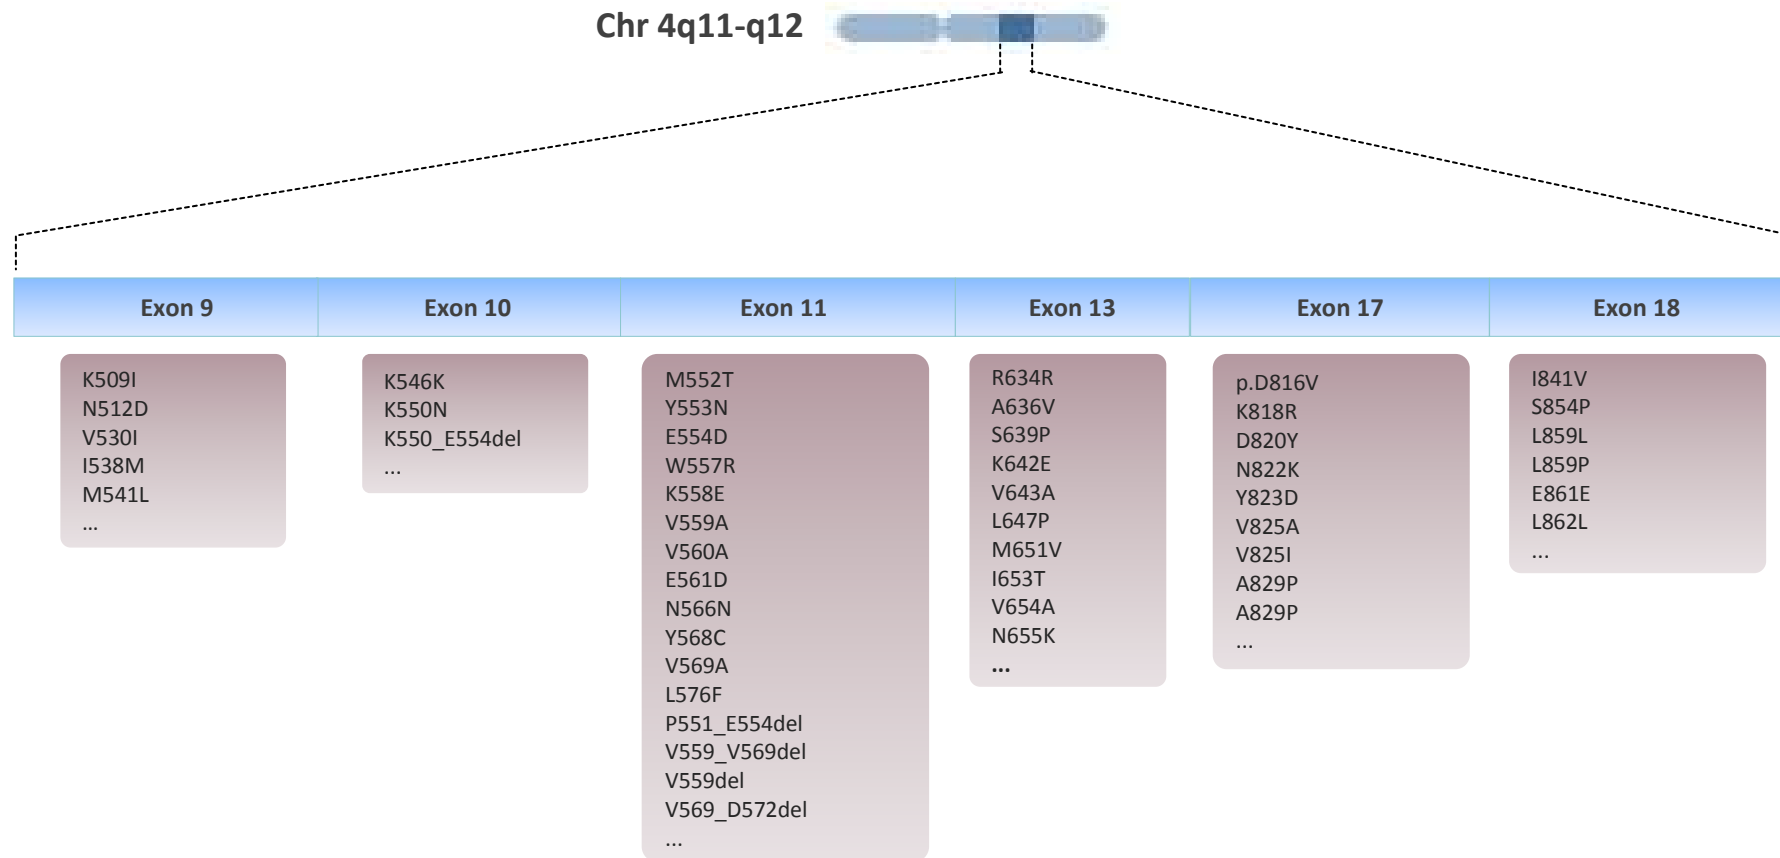 Chr 4q11-q12
Exon 9
Exon 10
Exon 11
Exon 13
Exon 17
Exon 18
K509I
N512D
V530I
I538M
M541L
...
K546K
K550N
K550_E554del
...
M552T
Y553N
E554D
W557R
K558E
V559A
V560A
E561D
N566N
Y568C
V569A
L576F
P551_E554del
V559_V569del
V559del
V569_D572del
...
R634R
A636V
S639P
K642E
V643A
L647P
M651V
I653T
V654A
N655K
...
p.D816V
K818R
D820Y
N822K
Y823D
V825A
V825I
A829P
A829P
...
I841V
S854P
L859L
L859P
E861E
L862L
...